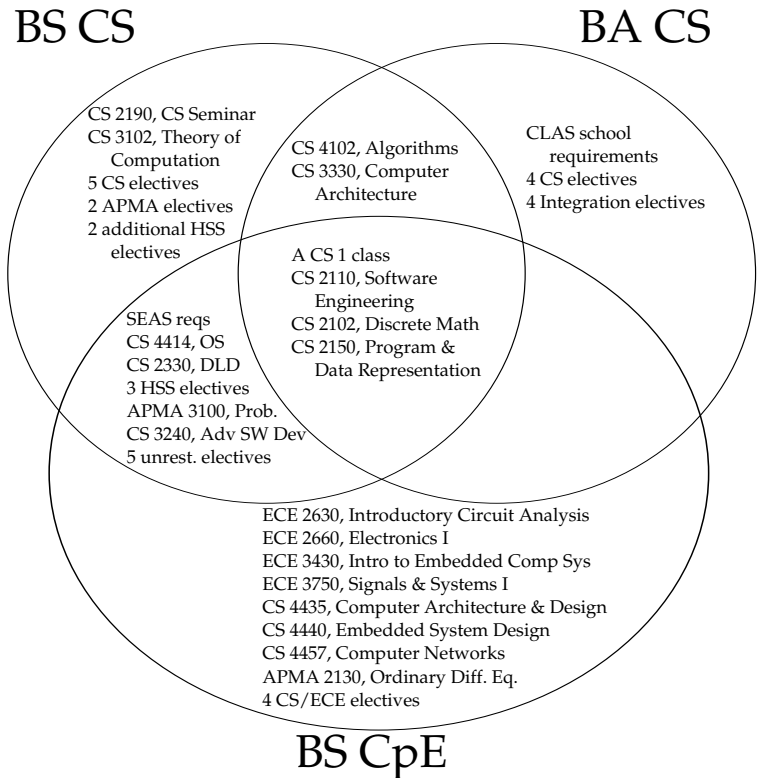 BS CS
BA CS
CS 2190, CS Seminar
CS 3102, Theory of
Computation
5 CS electives
2 APMA electives
2 additional HSS
electives
CS 4102, Algorithms
CS 3330, Computer
Architecture
CLAS school
requirements
4 CS electives
4 Integration electives
A CS 1 class
CS 2110, Software
Engineering
CS 2102, Discrete Math
CS 2150, Program &
Data Representation
SEAS reqs
CS 4414, OS
CS 2330, DLD
3 HSS electives
APMA 3100, Prob.
CS 3240, Adv SW Dev
5 unrest. electives
ECE 2630, Introductory Circuit Analysis
ECE 2660, Electronics I
ECE 3430, Intro to Embedded Comp Sys
ECE 3750, Signals & Systems I
CS 4435, Computer Architecture & Design
CS 4440, Embedded System Design
CS 4457, Computer Networks
APMA 2130, Ordinary Diff. Eq.
4 CS/ECE electives
BS CpE